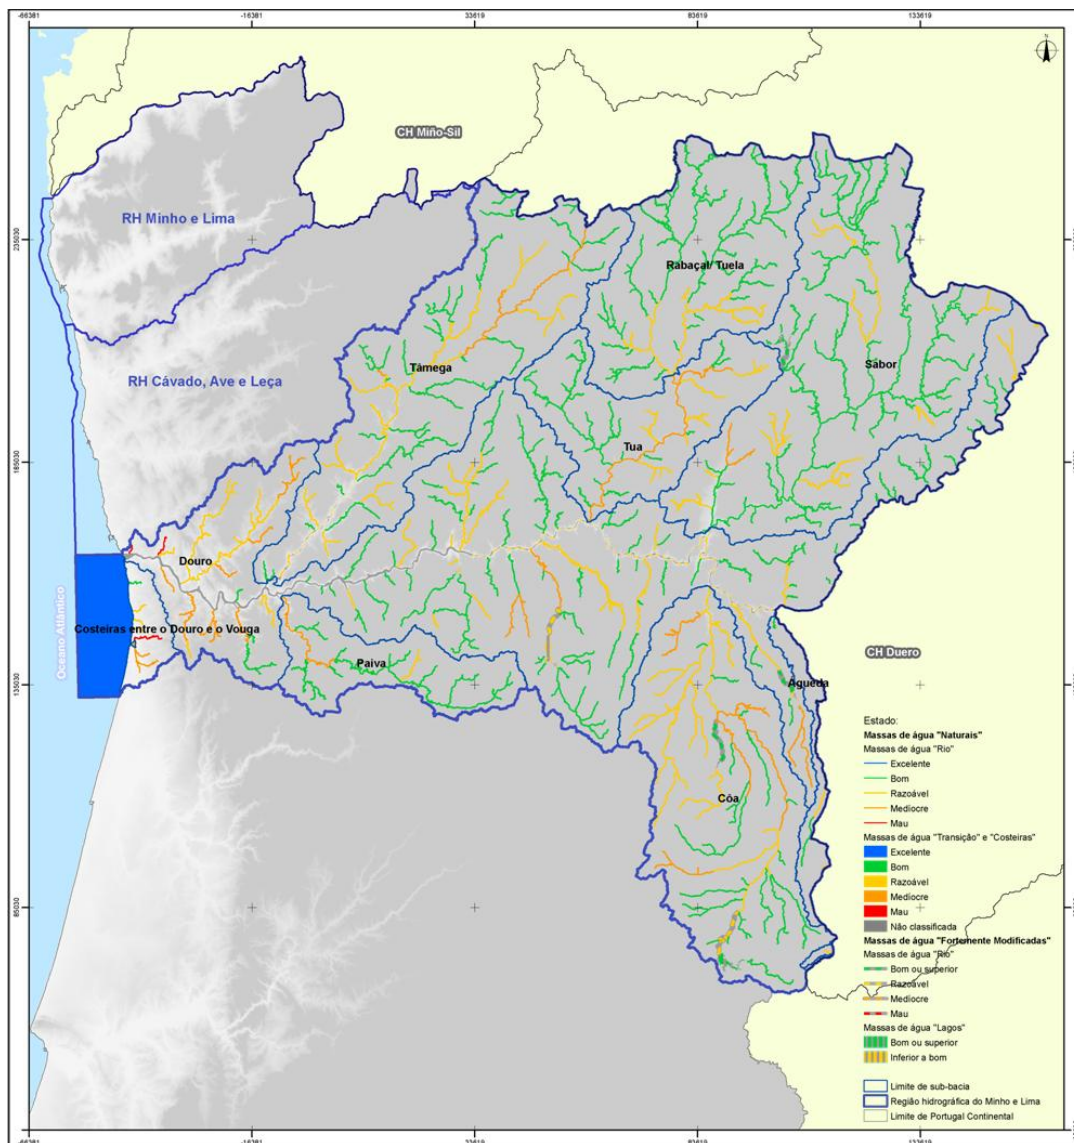 -66381
-16381
33619
83619
133619
N
CH Miño-Sil
RH Minho e Lima
235030
Rabaçal/ Tuela
Tâmega
Sabor
RH Cávado, Ave e Leça
Tua
185030
Douro
Costeiras entre o Douro e o Vouga
Oceano Atlântico
Paiva
CH Duero
135030
Águeda
Côa
Estado:
Massas de água "Naturais"
Massas de água "Rio"
Excelente
Bom
Razoável
Medíocre
Mau
Massas de água "Transição" e "Costeiras"
Excelente
Bom
Razoável
Medíocre
Mau
Não classificada
Massas de água "Fortemente Modificadas"
Massas de água "Rio"
Bom ou superior
Razoável
Medíocre
Mau
Massas de água "Lagos"
Bom ou superior
Inferior a bom
Limite de sub-bacia
Região hidrográfica do Minho e Lima
Limite de Portugal Continental
85030